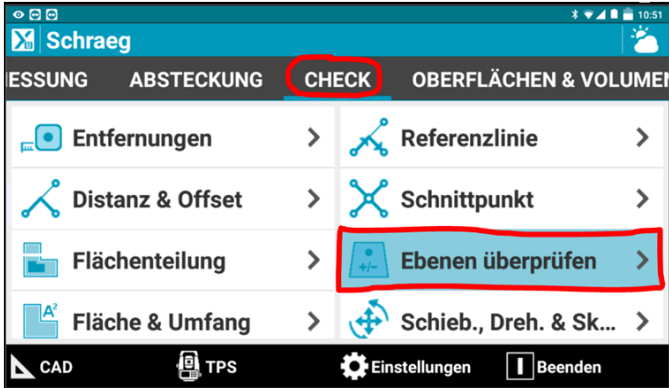 10:51
Schraeg
ESSUNG ABSTECKUNG CHECK OBERFLÄCHEN & VOLUMEN
Entfernungen Referenzlinie
Distanz & Offset Schnittpunkt
Flächenteilung +/- Ebenen überprüfen
A² Fläche & Umfang Schieb., Dreh. & Sk...
CAD TPS Einstellungen Beenden